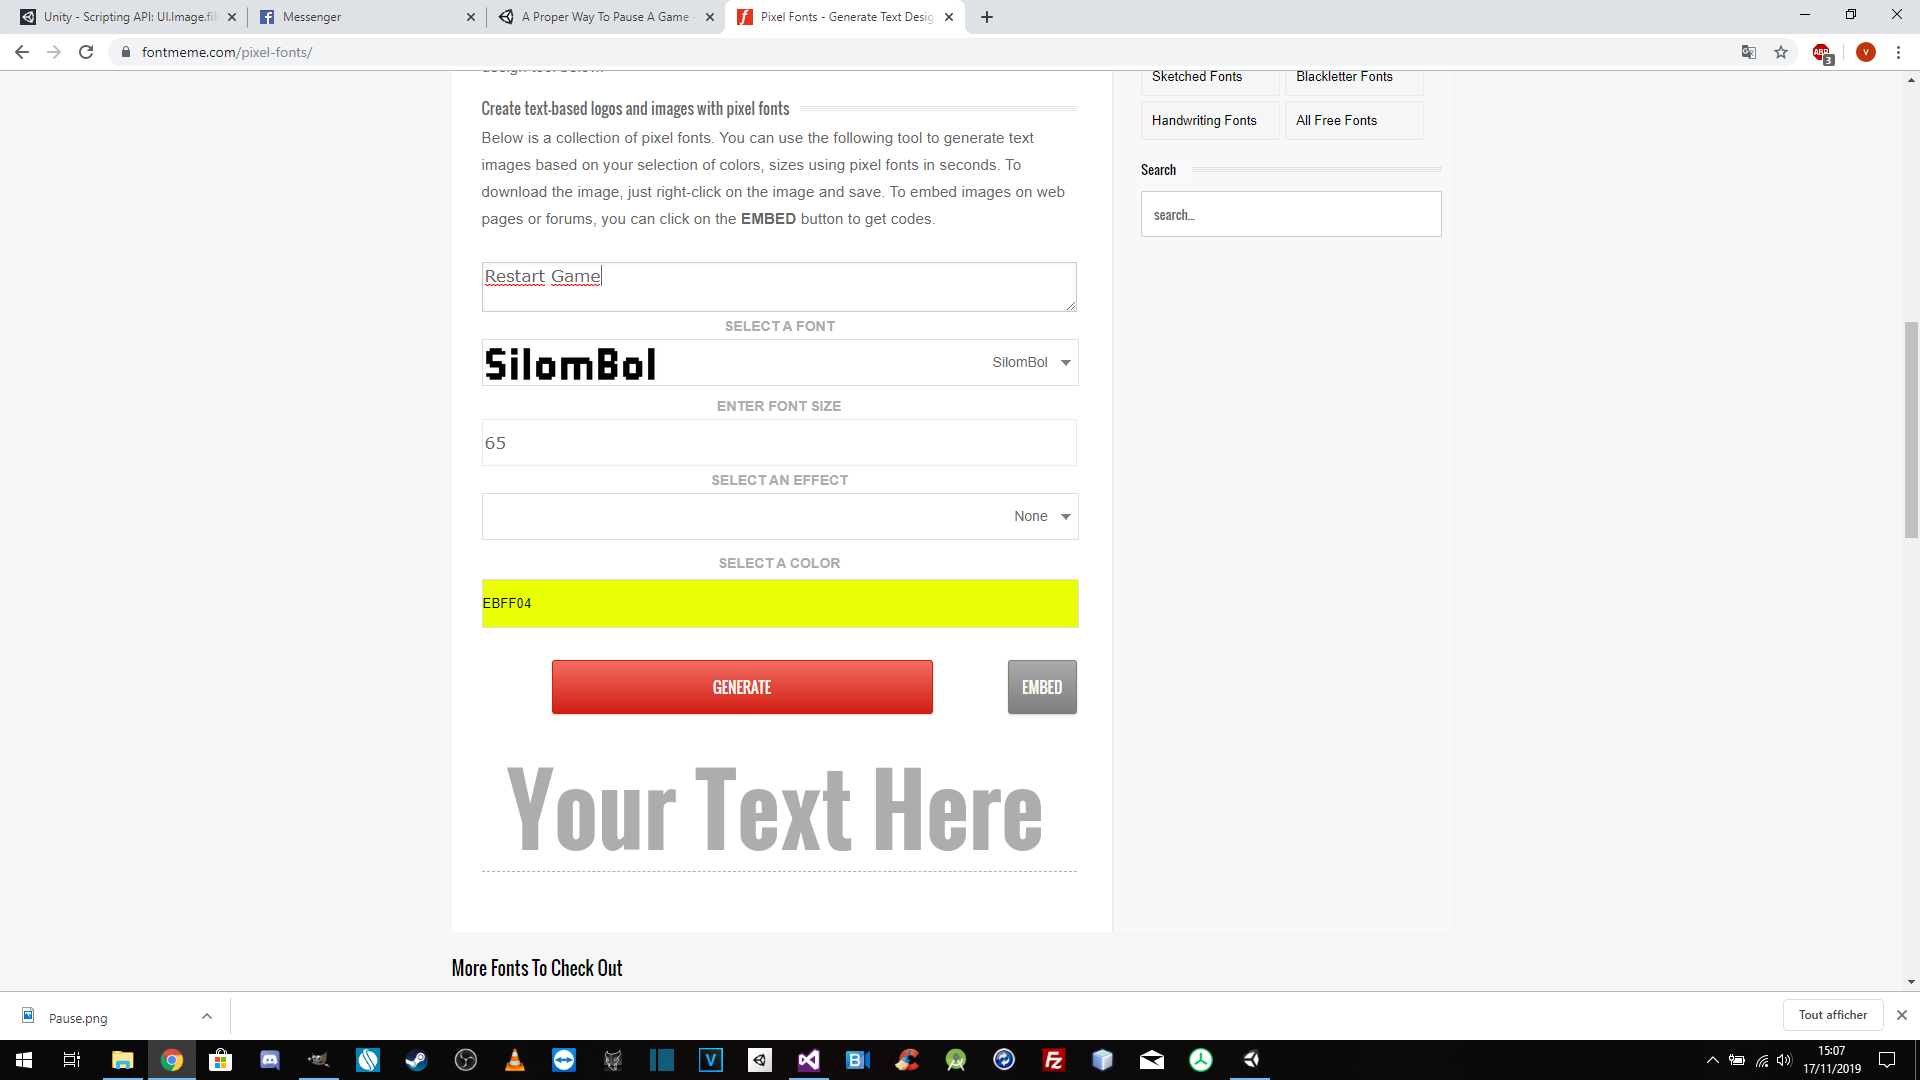 Unity - Scripting API: UI.Image.fill
Messenger
A Proper Way To Pause A Game -
Pixel Fonts - Generate Text Desig
fontmeme.com/pixel-fonts/
ABP
3
V
Sketched Fonts
Blackletter Fonts
Handwriting Fonts
All Free Fonts
Search
search...
Create text-based logos and images with pixel fonts
Below is a collection of pixel fonts. You can use the following tool to generate text
images based on your selection of colors, sizes using pixel fonts in seconds. To
download the image, just right-click on the image and save. To embed images on web
pages or forums, you can click on the EMBED button to get codes.
Restart Game
SELECT A FONT
SilomBol
SilomBol
ENTER FONT SIZE
65
SELECT AN EFFECT
None
SELECT A COLOR
EBFF04
GENERATE
EMBED
Your Text Here
More Fonts To Check Out
Pause.png
Tout afficher
15:07
17/11/2019